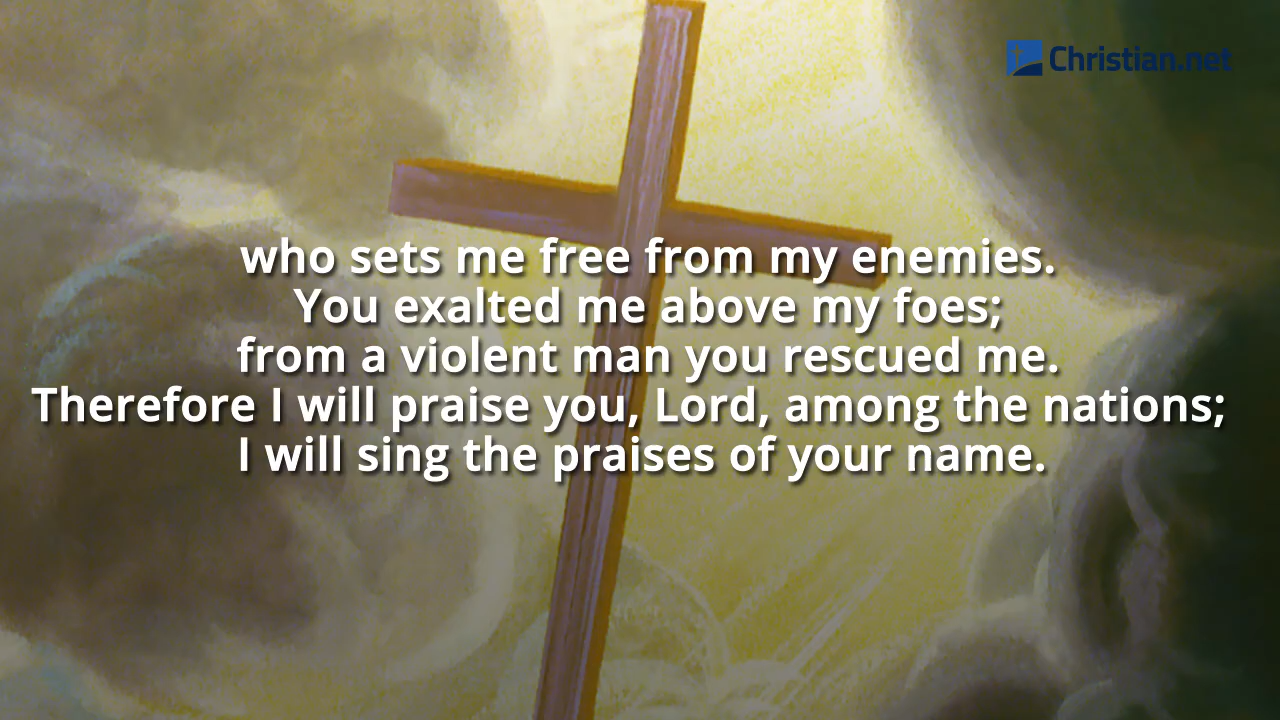 Christian.net
who sets me free from my enemies.
You exalted me above my foes;
from a violent man you rescued me.
Therefore I will praise you, Lord, among the nations;
I will sing the praises of your name.